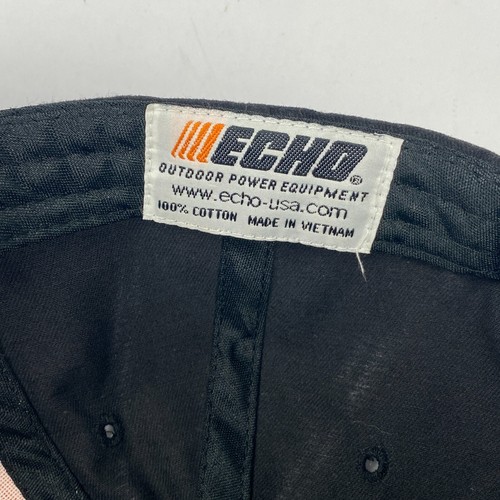 ECHO®
OUTDOOR POWER EQUIPMENT
www.echo-usa.com
100% COTTON MADE IN VIETNAM